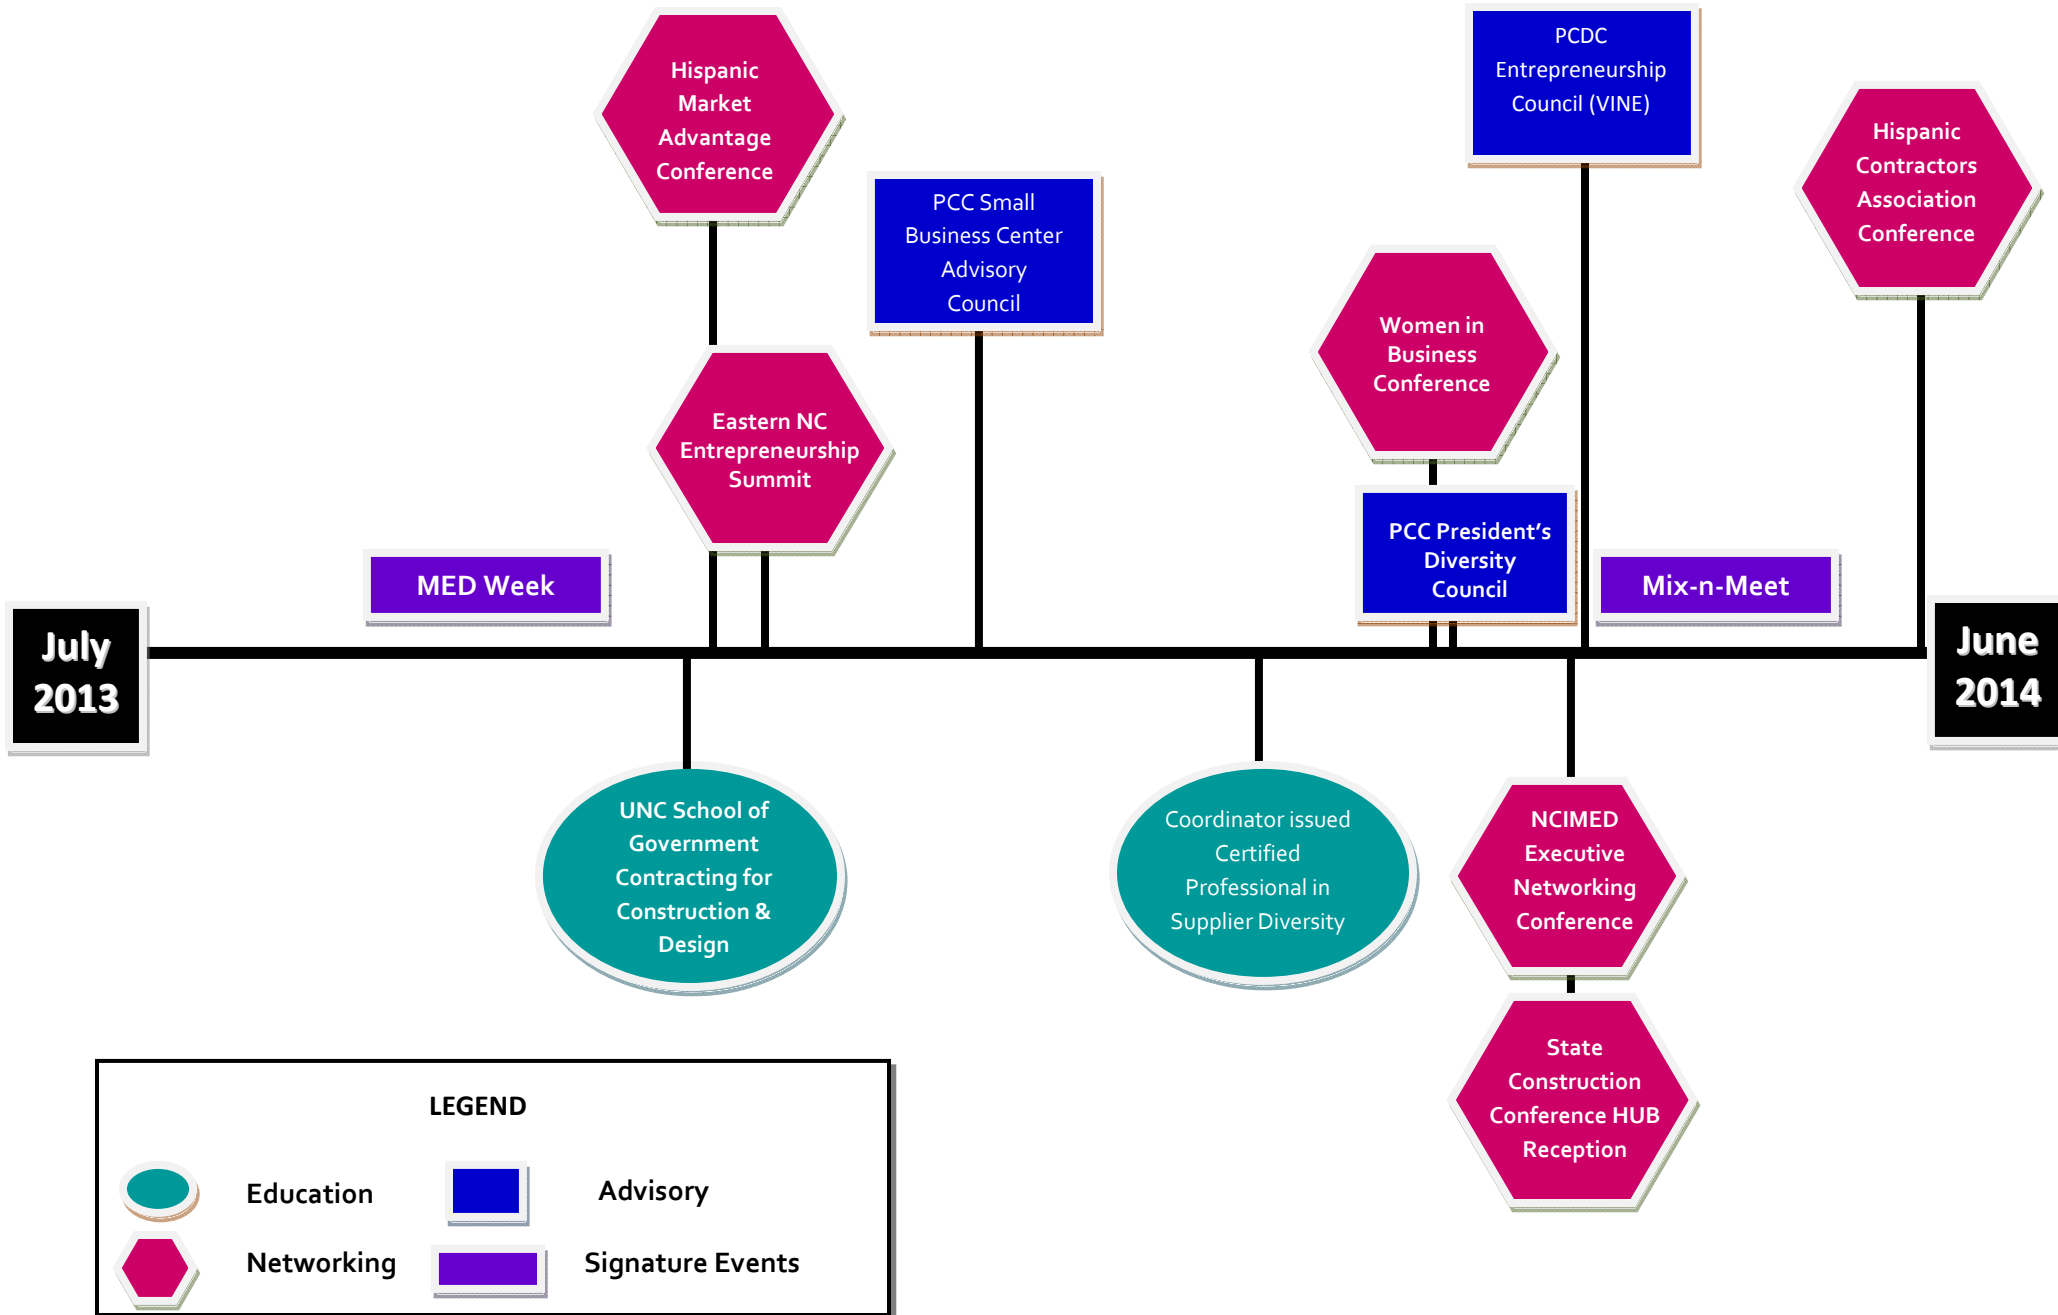 Hispanic
Market
Advantage
Conference
PCC Small
Business Center
Advisory
Council
PCDC
Entrepreneurship
Council (VINE)
Hispanic
Contractors
Association
Conference
Women in
Business
Conference
Eastern NC
Entrepreneurship
Summit
PCC President’s
Diversity
Council
MED Week
Mix-n-Meet
July
2013
June
2014
UNC School of
Government
Contracting for
Construction &
Design
Coordinator issued
Certified
Professional in
Supplier Diversity
NCIMED
Executive
Networking
Conference
State
Construction
Conference HUB
Reception
LEGEND
Education
Advisory
Networking
Signature Events